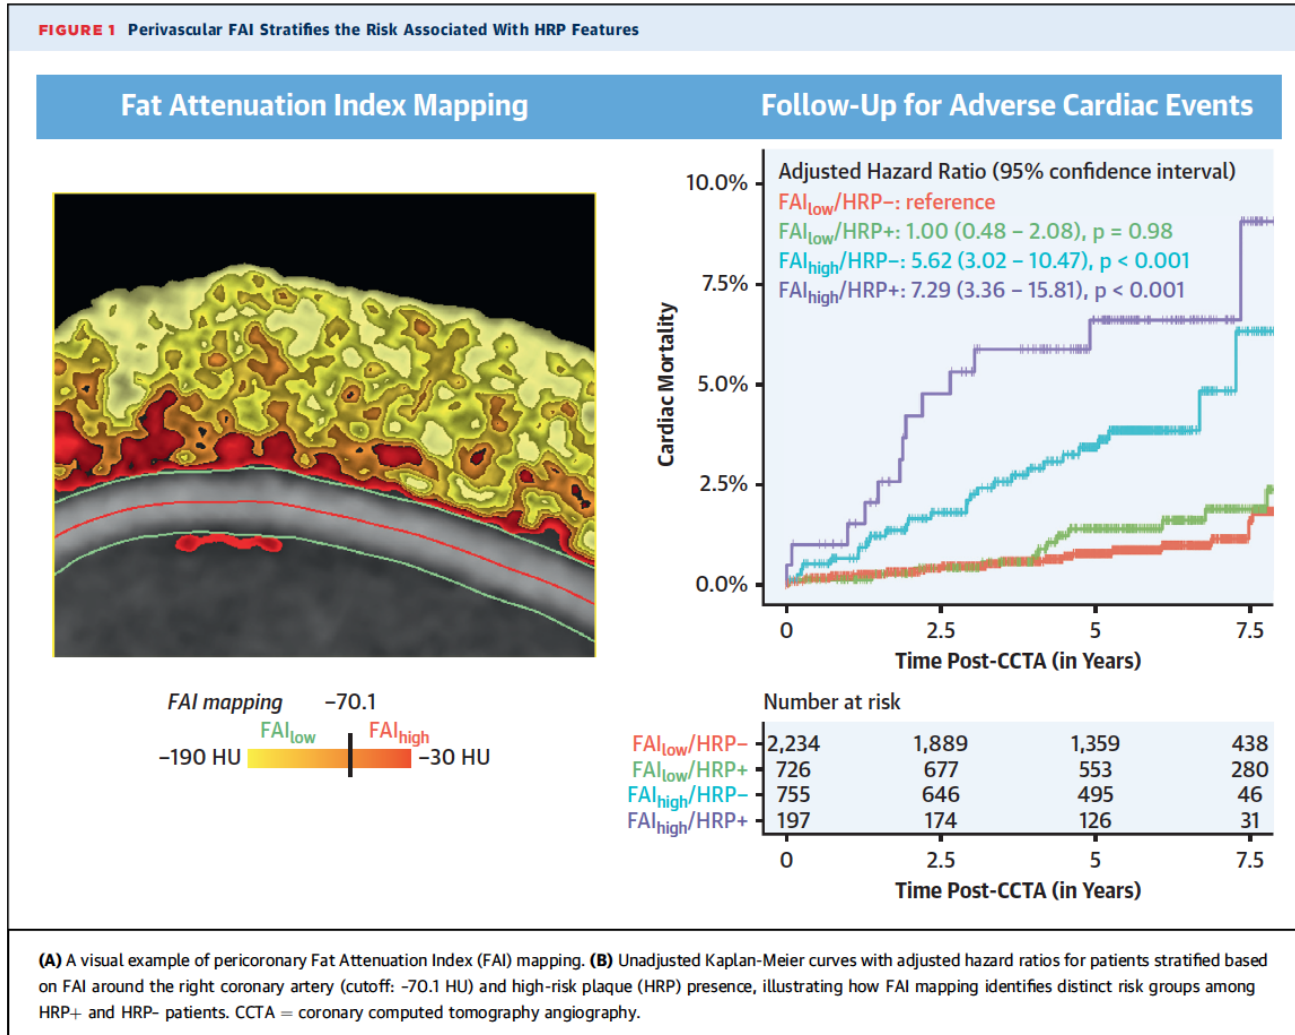 FIGURE 1 Perivascular FAI Stratifies the Risk Associated With HRP Features
Fat Attenuation Index Mapping
FAI mapping −70.1
FAIlow FAIhigh
−190 HU −30 HU
Follow-Up for Adverse Cardiac Events
Adjusted Hazard Ratio (95% confidence interval)
FAIlow/HRP−: reference
FAIlow/HRP+: 1.00 (0.48 – 2.08), p = 0.98
FAIhigh/HRP−: 5.62 (3.02 – 10.47), p < 0.001
FAIhigh/HRP+: 7.29 (3.36 – 15.81), p < 0.001
Cardiac Mortality
10.0%
7.5%
5.0%
2.5%
0.0%
0 2.5 5 7.5
Time Post-CCTA (in Years)
Number at risk
FAIlow/HRP− 2,234 1,889 1,359 438
FAIlow/HRP+ 726 677 553 280
FAIhigh/HRP− 755 646 495 46
FAIhigh/HRP+ 197 174 126 31
0 2.5 5 7.5
Time Post-CCTA (in Years)
(A) A visual example of pericoronary Fat Attenuation Index (FAI) mapping. (B) Unadjusted Kaplan-Meier curves with adjusted hazard ratios for patients stratified based
on FAI around the right coronary artery (cutoff: −70.1 HU) and high-risk plaque (HRP) presence, illustrating how FAI mapping identifies distinct risk groups among
HRP+ and HRP− patients. CCTA = coronary computed tomography angiography.